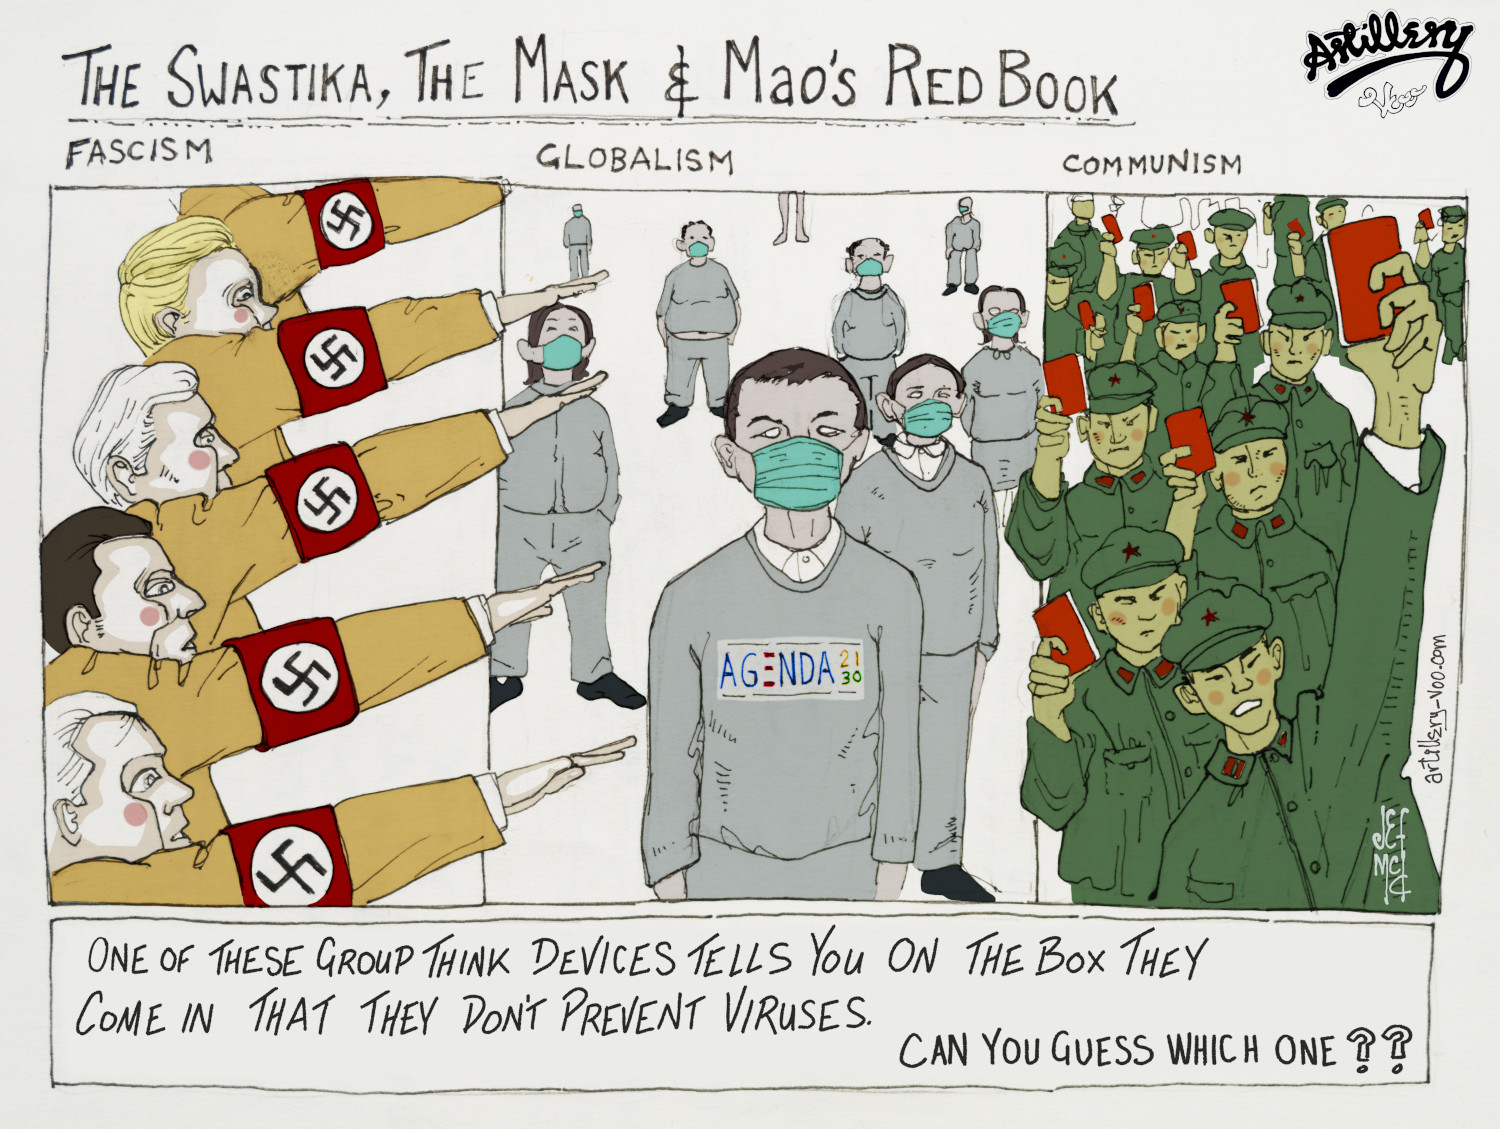 Artillery
Voo
THE SWASTIKA, THE MASK & MAO'S RED BOOK
FASCISM
GLOBALISM
COMMUNISM
AGENDA 21
30
artillery-voo.com
JEF
MCD
ONE OF THESE GROUP THINK DEVICES TELLS YOU ON THE BOX THEY
COME IN THAT THEY DON'T PREVENT VIRUSES.
CAN YOU GUESS WHICH ONE ??